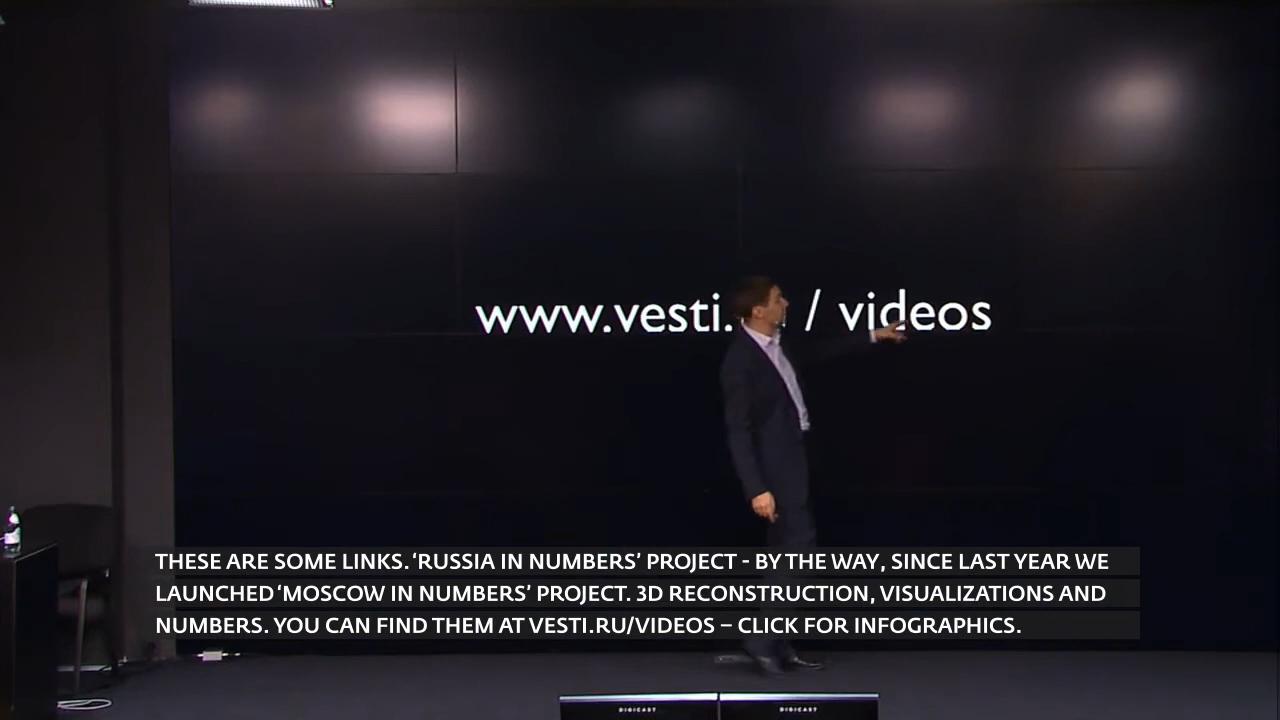 www.vesti. / videos
THESE ARE SOME LINKS. ‘RUSSIA IN NUMBERS’ PROJECT - BY THE WAY, SINCE LAST YEAR WE
LAUNCHED ‘MOSCOW IN NUMBERS’ PROJECT. 3D RECONSTRUCTION, VISUALIZATIONS AND
NUMBERS. YOU CAN FIND THEM AT VESTI.RU/VIDEOS – CLICK FOR INFOGRAPHICS.
DIGICAST DIGICAST